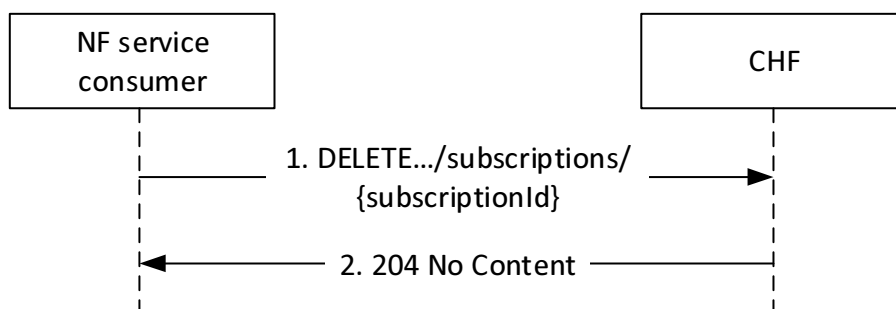 NF service
consumer
CHF
1. DELETE.../subscriptions/
{subscriptionId}
2. 204 No Content